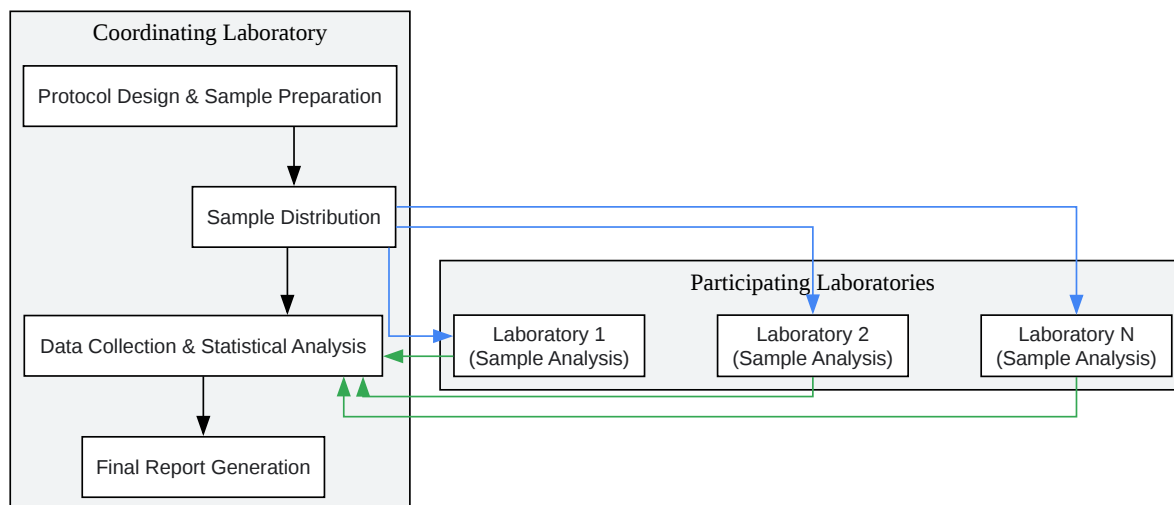 Coordinating Laboratory
Protocol Design & Sample Preparation
Sample Distribution
Participating Laboratories
Data Collection & Statistical Analysis
Laboratory 1
(Sample Analysis)
Laboratory 2
(Sample Analysis)
Laboratory N
(Sample Analysis)
Final Report Generation